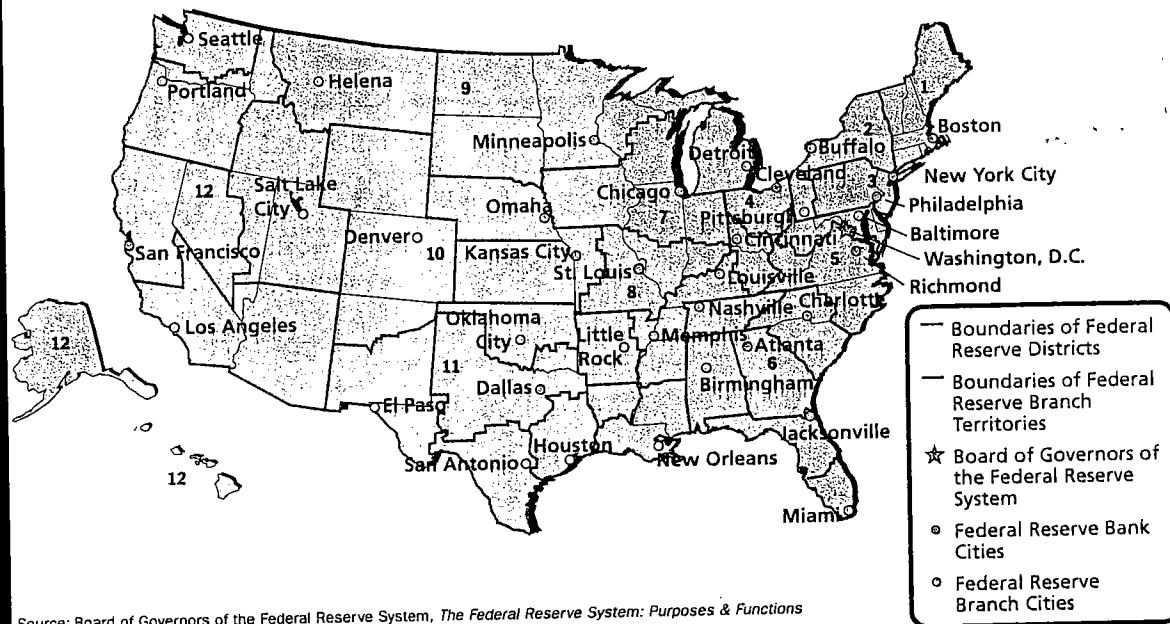 Seattle
Helena
9
Portland
1
2
Boston
Minneapolis
Buffalo
Detroit
Cleveland
3
New York City
12
Salt Lake
City
Chicago
4
Philadelphia
Omaha
7
Pittsburgh
Baltimore
Denver
10
Kansas City
Cincinnati
San Francisco
5
Washington, D.C.
St. Louis
Louisville
8
Richmond
Nashville
Charlotte
Oklahoma
City
Los Angeles
Little
Rock
Memphis
Atlanta
12
6
11
Dallas
Birmingham
El Paso
Jacksonville
Houston
San Antonio
New Orleans
12
Miami
Boundaries of Federal
Reserve Districts
Boundaries of Federal
Reserve Branch
Territories
Board of Governors of
the Federal Reserve
System
Federal Reserve Bank
Cities
Federal Reserve
Branch Cities
Source: Board of Governors of the Federal Reserve System, The Federal Reserve System: Purposes & Functions